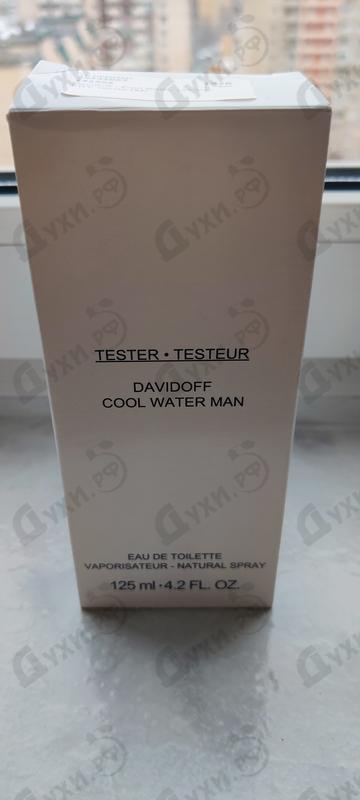 TESTER • TESTEUR
DAVIDOFF
COOL WATER MAN
EAU DE TOILETTE
VAPORISATEUR - NATURAL SPRAY
125 ml • 4.2 FL. OZ.
Духи.рф